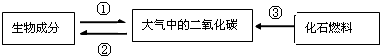 生物成分 ① ② 大气中的二氧化碳 ③ 化石燃料